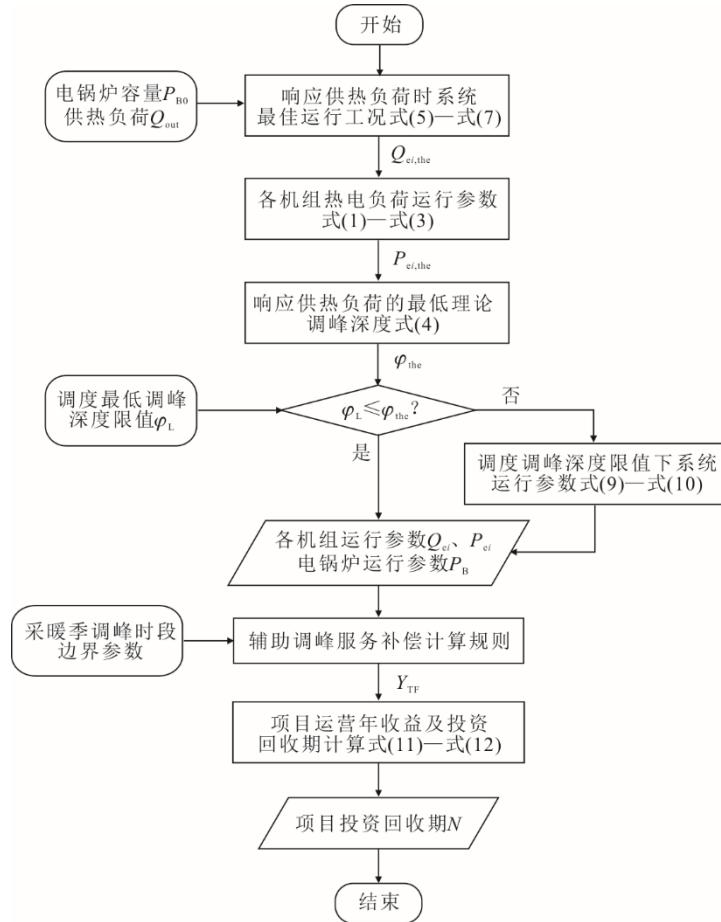 开始
电锅炉容量P_B0
供热负荷Q_out
响应供热负荷时系统
最佳运行工况式(5)—式(7)
Q_ei,the
各机组热电负荷运行参数
式(1)—式(3)
P_ei,the
响应供热负荷的最低理论
调峰深度式(4)
φ_the
调度最低调峰
深度限值φ_L
φ_L≤φ_the?
否
是
调度调峰深度限值下系统
运行参数式(9)—式(10)
各机组运行参数Q_ei、P_ei
电锅炉运行参数P_B
采暖季调峰时段
边界参数
辅助调峰服务补偿计算规则
Y_TF
项目运营年收益及投资
回收期计算式(11)—式(12)
项目投资回收期N
结束